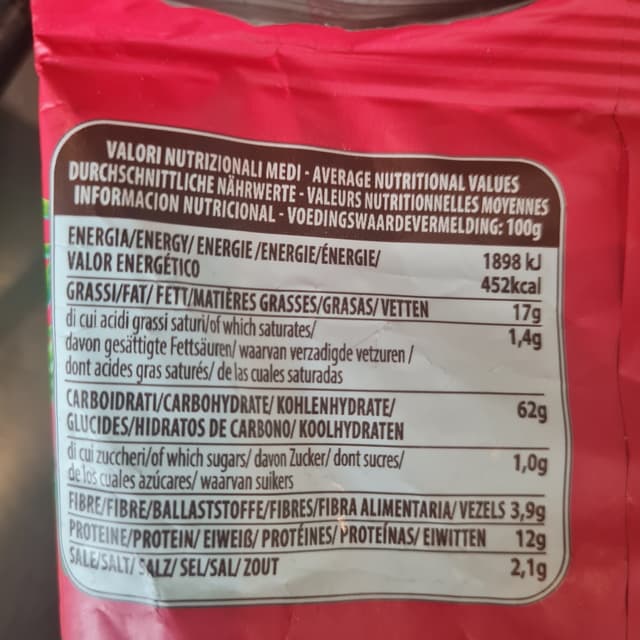 VALORI NUTRIZIONALI MEDI - AVERAGE NUTRITIONAL VALUES
DURCHSCHNITTLICHE NÄHRWERTE - VALEURS NUTRITIONNELLES MOYENNES
INFORMACION NUTRICIONAL - VOEDINGSWAARDEVERMELDING: 100g
ENERGIA/ENERGY/ ENERGIE/ENERGIE/ÉNERGIE/ 1898 kJ
VALOR ENERGÉTICO 452kcal
GRASSI/FAT/ FETT/MATIÈRES GRASSES/GRASAS/ VETTEN 17g
di cui acidi grassi saturi/of which saturates/ 1,4g
davon gesättigte Fettsäuren/ waarvan verzadigde vetzuren /
dont acides gras saturés/ de las cuales saturadas
CARBOIDRATI/CARBOHYDRATE/ KOHLENHYDRATE/ 62g
GLUCIDES/HIDRATOS DE CARBONO/ KOOLHYDRATEN
di cui zuccheri/of which sugars/ davon Zucker/ dont sucres/ 1,0g
de los cuales azúcares/ waarvan suikers
FIBRE/FIBRE/BALLASTSTOFFE/FIBRES/FIBRA ALIMENTARIA/ VEZELS 3,9g
PROTEINE/PROTEIN/ EIWEIß/ PROTÉINES/ PROTEÍNAS/ EIWITTEN 12g
SALE/SALT/ SALZ/ SEL/SAL/ ZOUT 2,1g